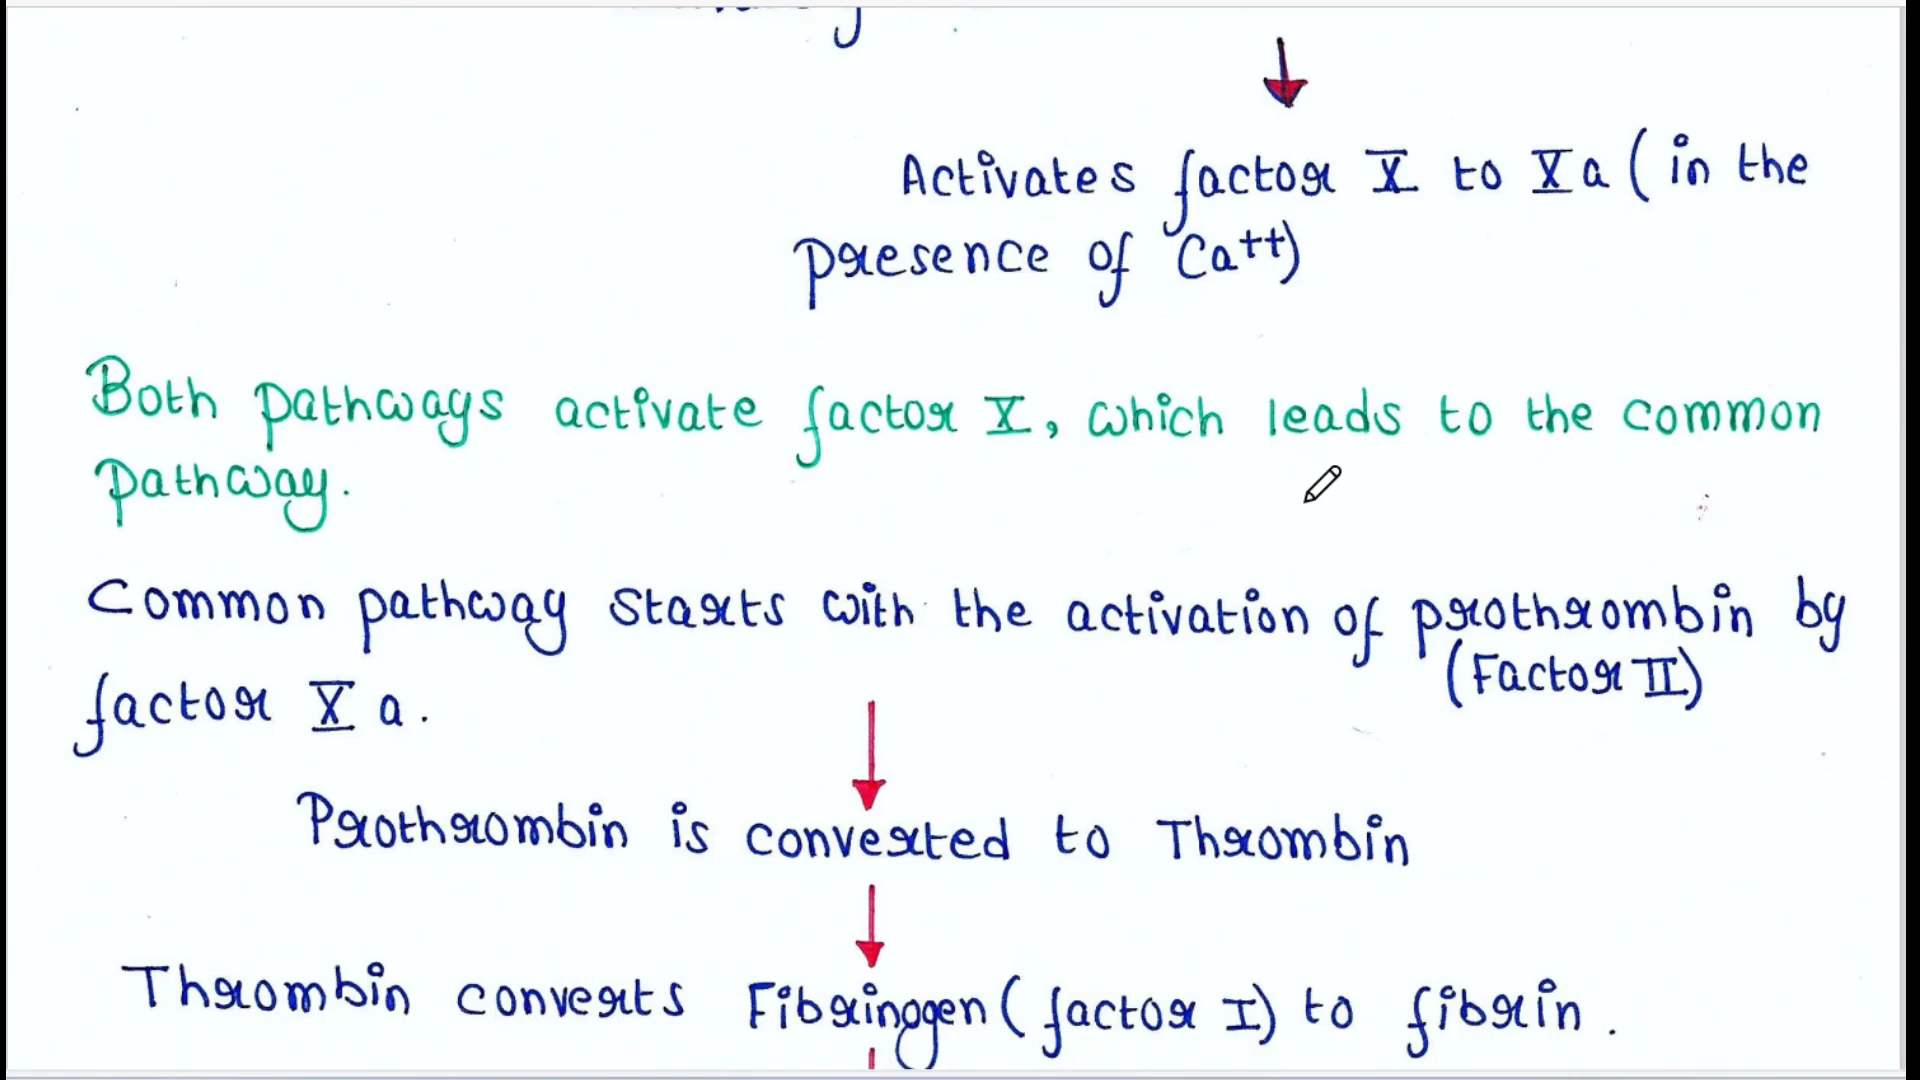 Activates factor X to Xa (in the
presence of Ca++)
Both pathways activate factor X, which leads to the common
pathway.
Common pathway starts with the activation of prothrombin by
(Factor II)
factor Xa.
Prothrombin is converted to Thrombin
Thrombin converts Fibringgen (factor I) to fibrin.